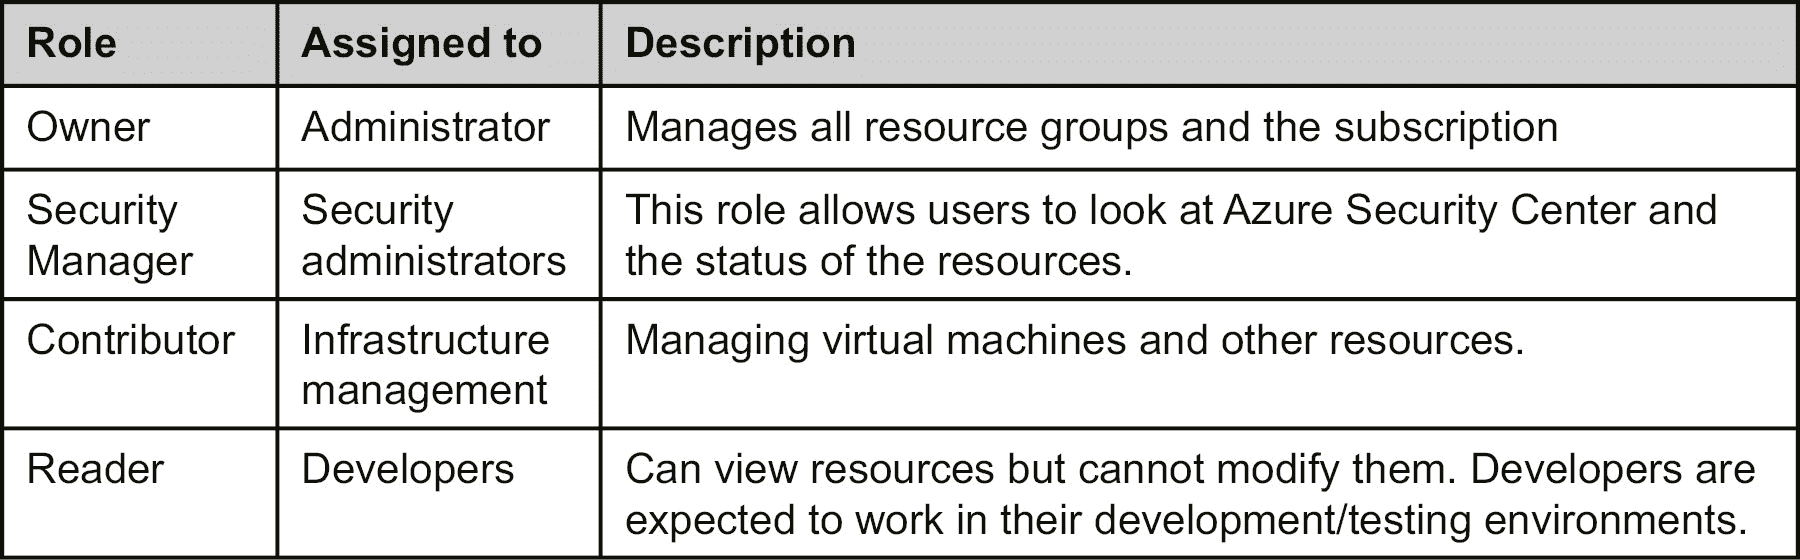 Role Assigned to Description
Owner Administrator Manages all resource groups and the subscription
Security Manager Security administrators This role allows users to look at Azure Security Center and the status of the resources.
Contributor Infrastructure management Managing virtual machines and other resources.
Reader Developers Can view resources but cannot modify them. Developers are expected to work in their development/testing environments.